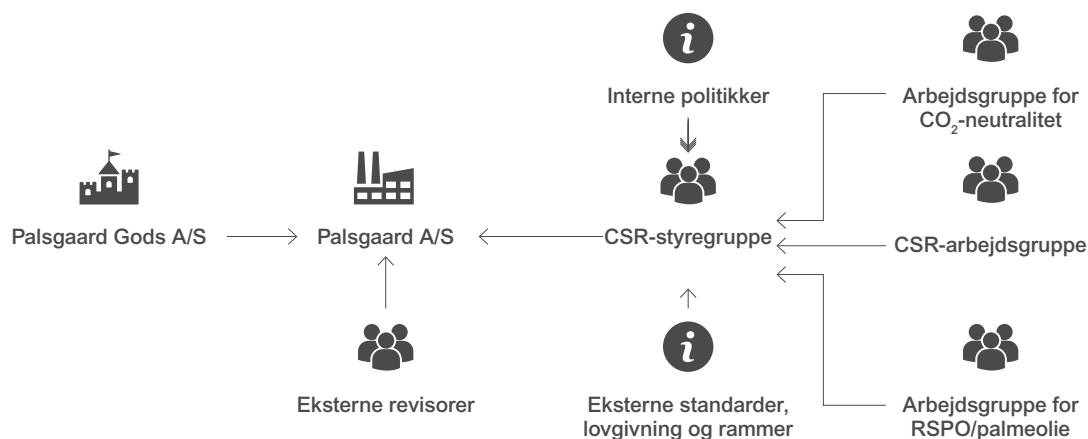 Interne politikker
Arbejdsgruppe for
CO₂-neutralitet
Palsgaard Gods A/S
Palsgaard A/S
CSR-styregruppe
CSR-arbejdsgruppe
Eksterne revisorer
Eksterne standarder,
lovgivning og rammer
Arbejdsgruppe for
RSPO/palmeolie